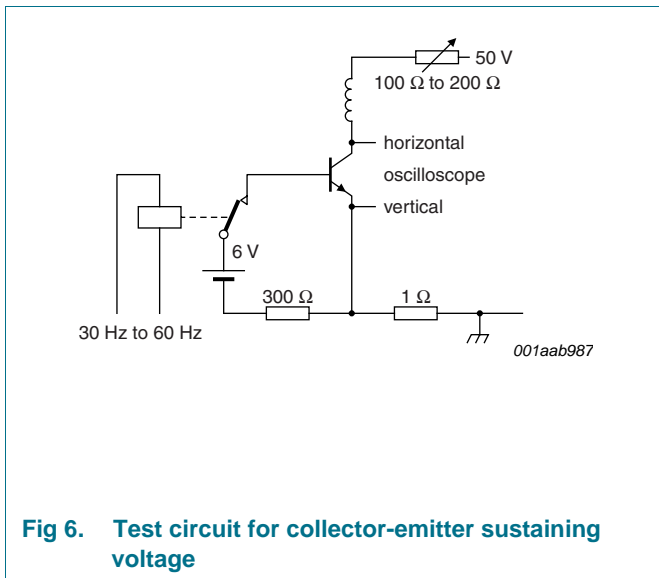 50 V
100 Ω to 200 Ω
horizontal
oscilloscope
vertical
6 V
300 Ω
1 Ω
30 Hz to 60 Hz
001aab987
Fig 6. Test circuit for collector-emitter sustaining
voltage